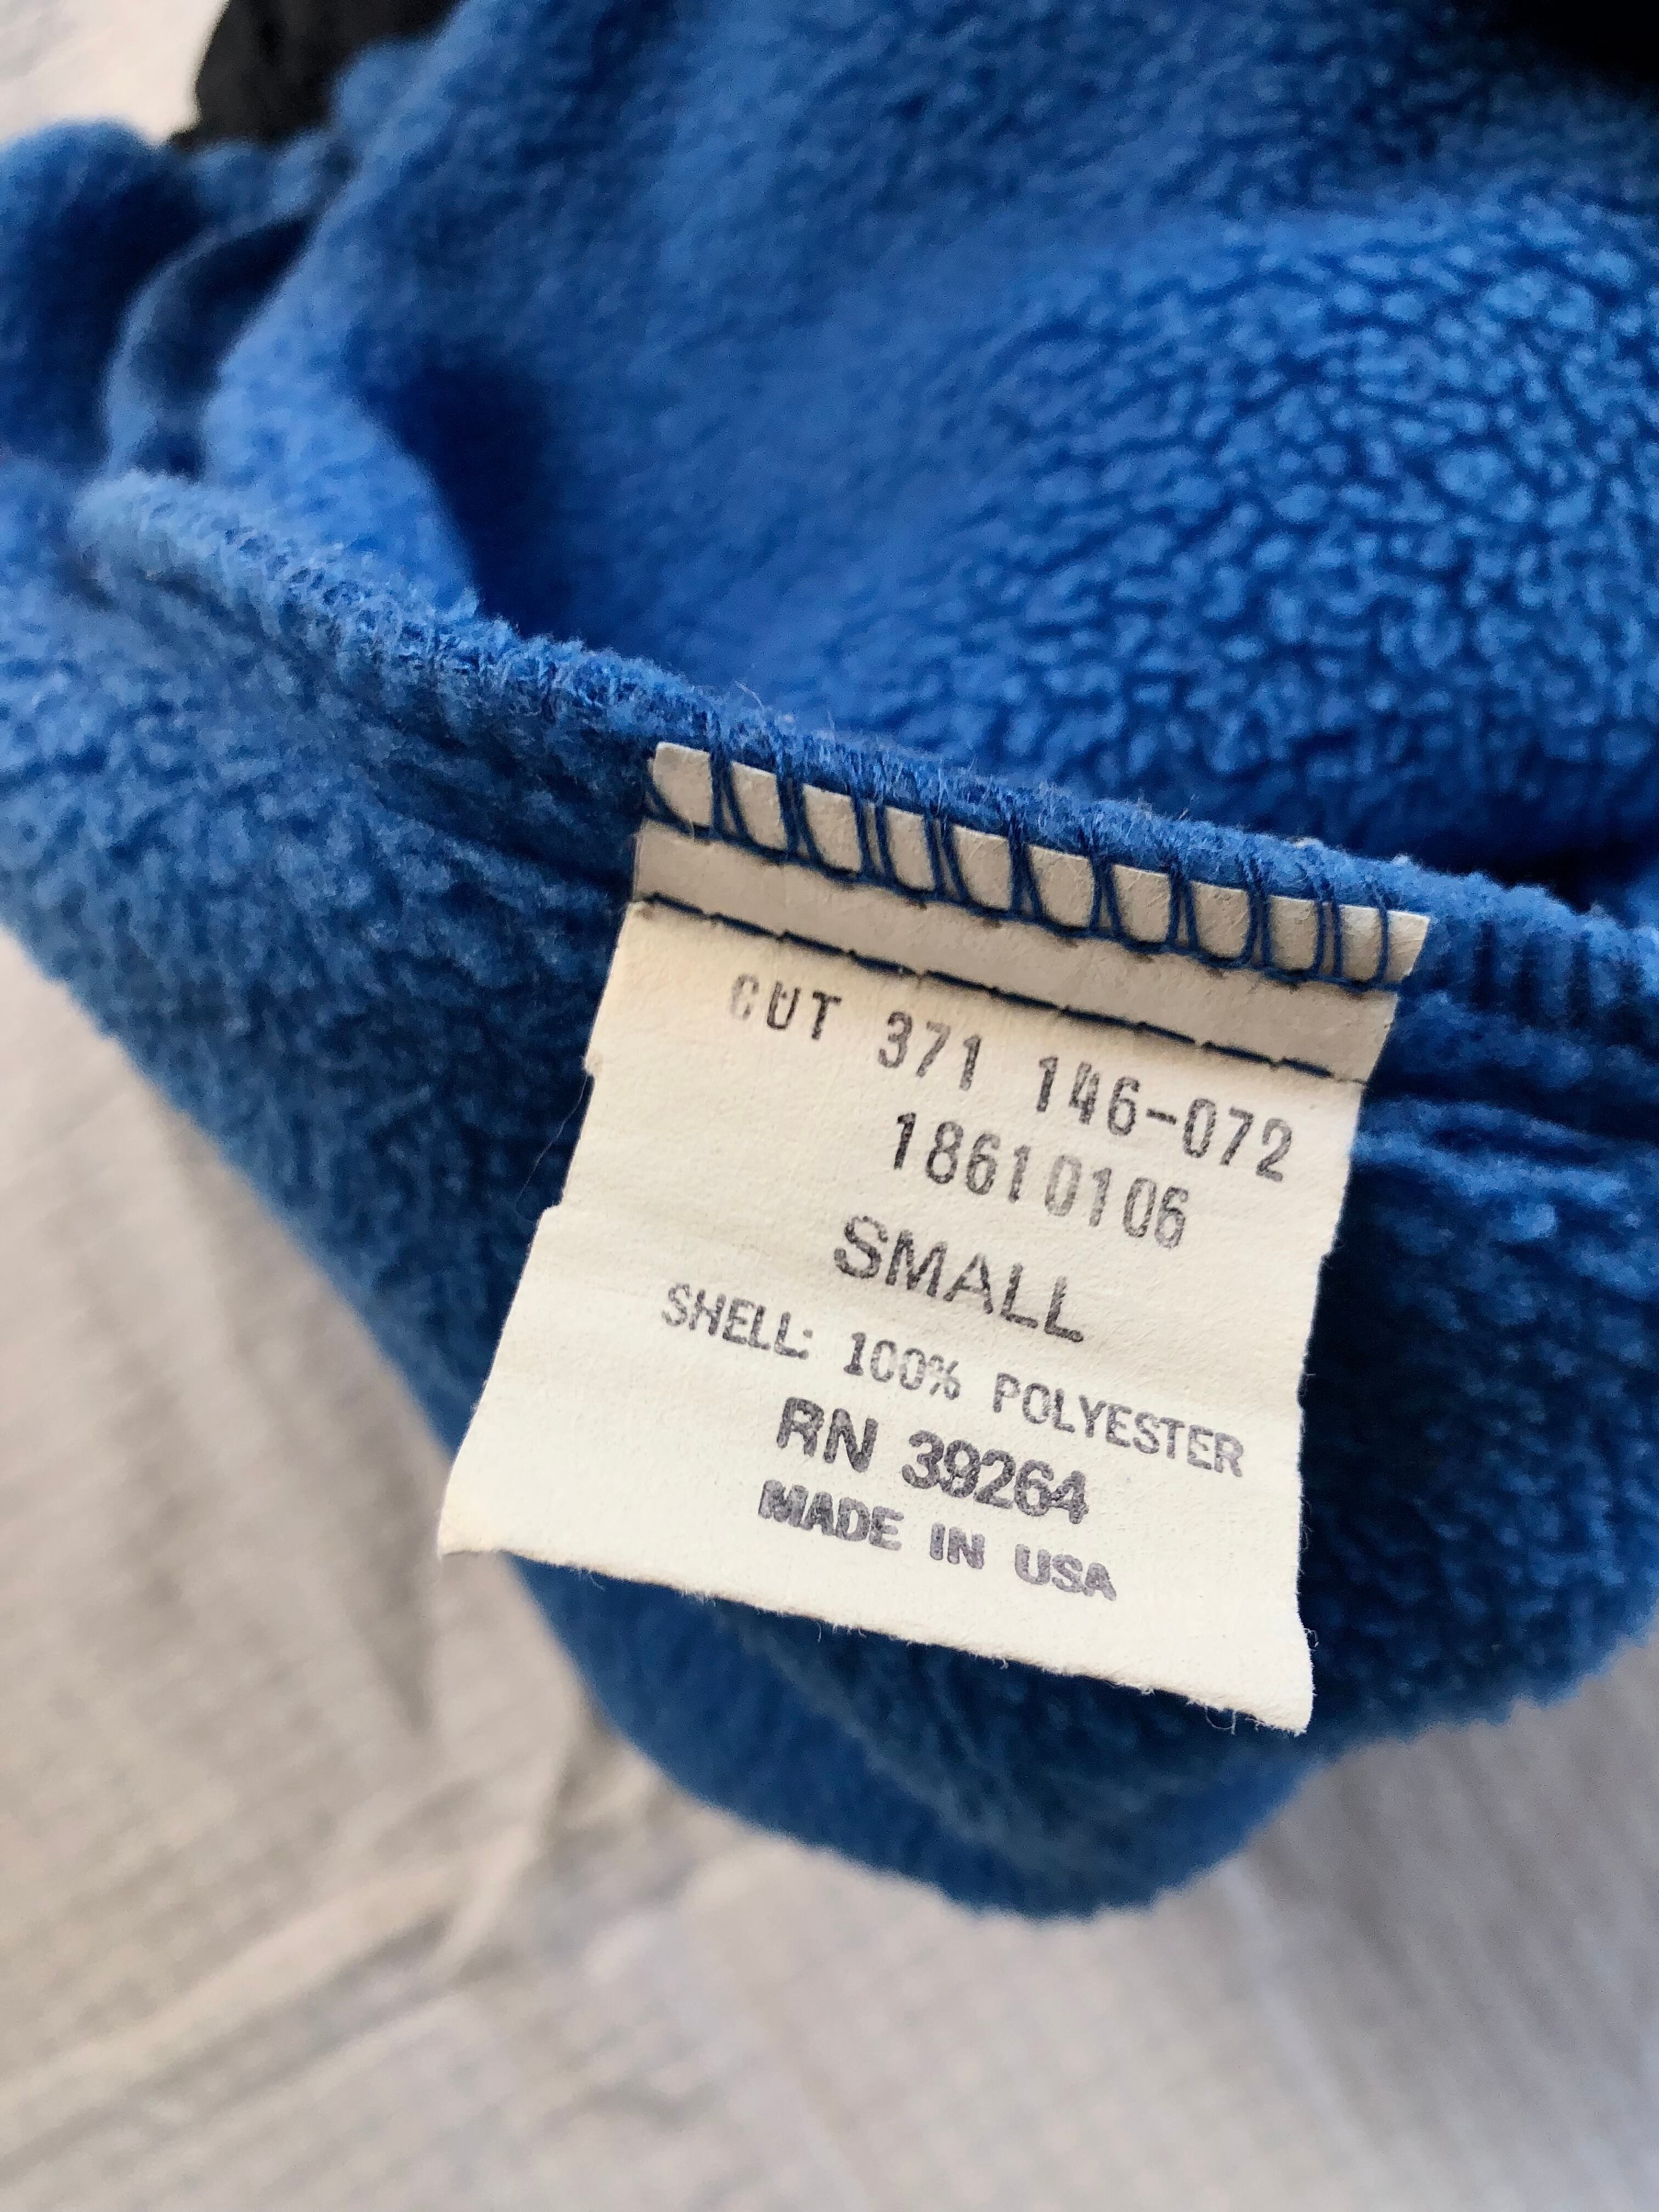 CUT 371 146-072
18610106
SMALL
SHELL: 100% POLYESTER
RN 39264
MADE IN USA